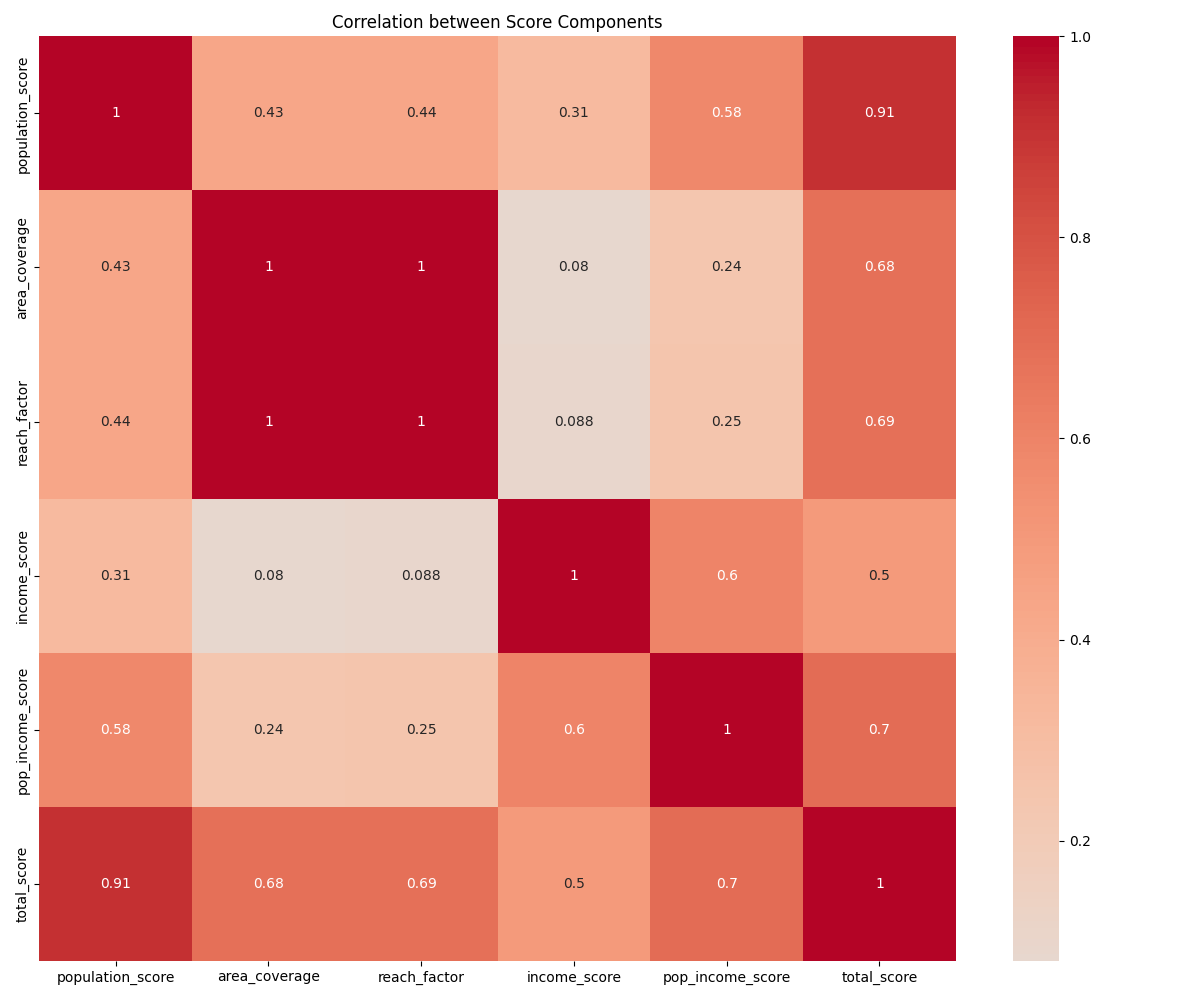 Correlation between Score Components
population_score 1 0.43 0.44 0.31 0.58 0.91
area_coverage 0.43 1 1 0.08 0.24 0.68
reach_factor 0.44 1 1 0.088 0.25 0.69
income_score 0.31 0.08 0.088 1 0.6 0.5
pop_income_score 0.58 0.24 0.25 0.6 1 0.7
total_score 0.91 0.68 0.69 0.5 0.7 1
population_score area_coverage reach_factor income_score pop_income_score total_score
1.0
0.8
0.6
0.4
0.2